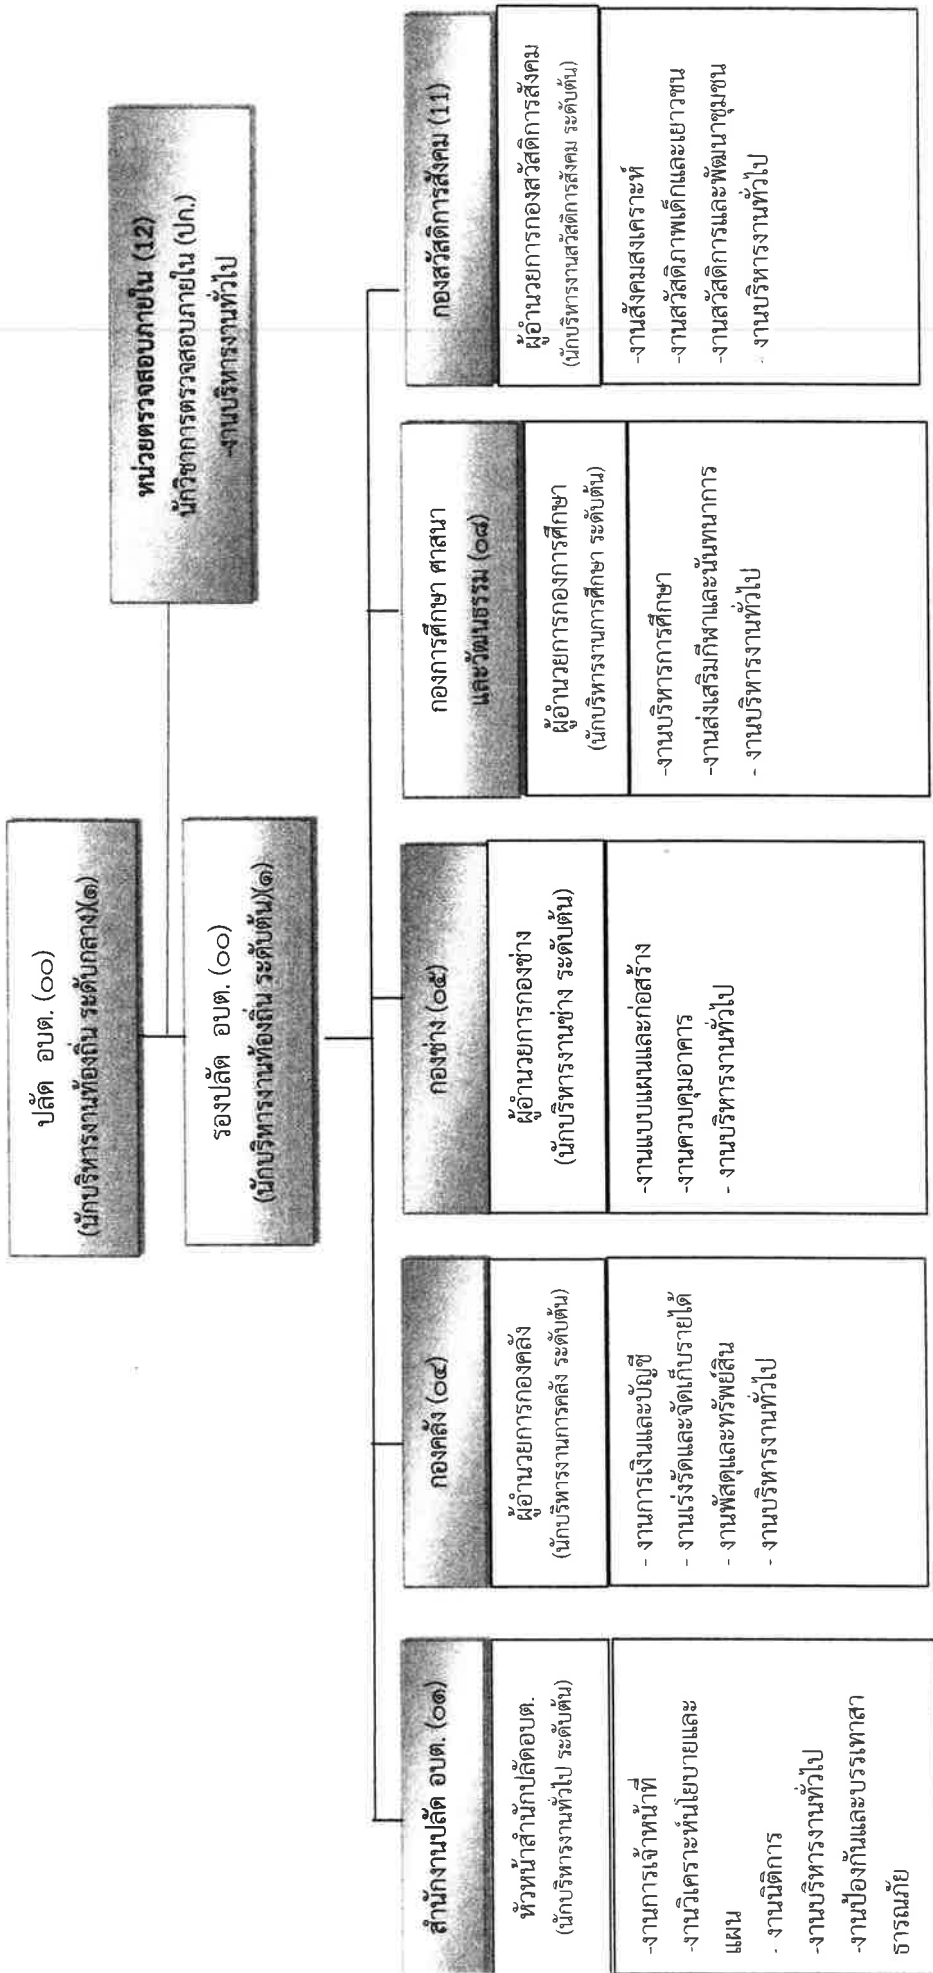 ปลัด อบต. (๐๐)
(นักบริหารงานท้องถิ่น ระดับกลาง)(๑)
รองปลัด อบต. (๐๐)
(นักบริหารงานท้องถิ่น ระดับต้น)(๑)
หน่วยตรวจสอบภายใน (12)
นักวิชาการตรวจสอบภายใน (ปก.)
-งานบริหารงานทั่วไป
สำนักงานปลัด อบต. (๐๑)
หัวหน้าสำนักปลัดอบต.
(นักบริหารงานทั่วไป ระดับต้น)
-งานการเจ้าหน้าที่
-งานวิเคราะห์นโยบายและ
แผน
- งานนิติการ
-งานบริหารงานทั่วไป
-งานป้องกันและบรรเทาสา
ธารณภัย
กองคลัง (๐๔)
ผู้อำนวยการกองคลัง
(นักบริหารงานการคลัง ระดับต้น)
- งานการเงินและบัญชี
- งานเร่งรัดและจัดเก็บรายได้
- งานพัสดุและทรัพย์สิน
- งานบริหารงานทั่วไป
กองช่าง (๐๕)
ผู้อำนวยการกองช่าง
(นักบริหารงานช่าง ระดับต้น)
-งานแบบแผนและก่อสร้าง
-งานควบคุมอาคาร
- งานบริหารงานทั่วไป
กองการศึกษา ศาสนา
และวัฒนธรรม (๐๘)
ผู้อำนวยการกองการศึกษา
(นักบริหารงานการศึกษา ระดับต้น)
-งานบริหารการศึกษา
-งานส่งเสริมกีฬาและนันทนาการ
- งานบริหารงานทั่วไป
กองสวัสดิการสังคม (11)
ผู้อำนวยการกองสวัสดิการสังคม
(นักบริหารงานสวัสดิการสังคม ระดับต้น)
-งานสังคมสงเคราะห์
-งานสวัสดิภาพเด็กและเยาวชน
-งานสวัสดิการและพัฒนาชุมชน
- งานบริหารงานทั่วไป